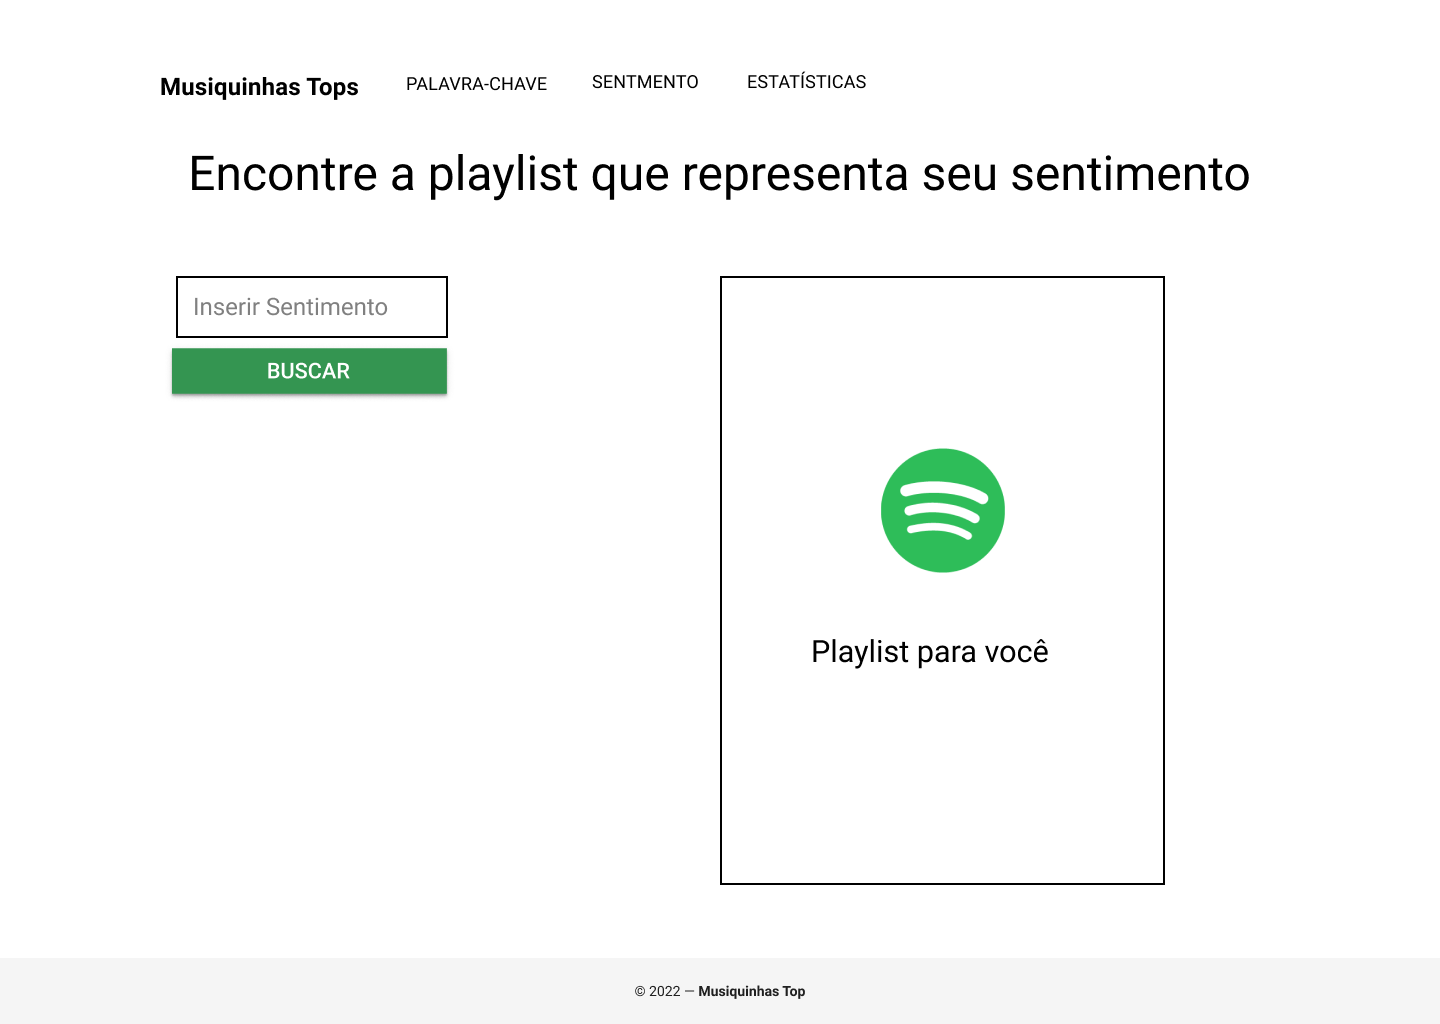 Musiquinhas Tops PALAVRA-CHAVE SENTMENTO ESTATÍSTICAS
Encontre a playlist que representa seu sentimento
Inserir Sentimento
BUSCAR
Playlist para você
© 2022 — Musiquinhas Top